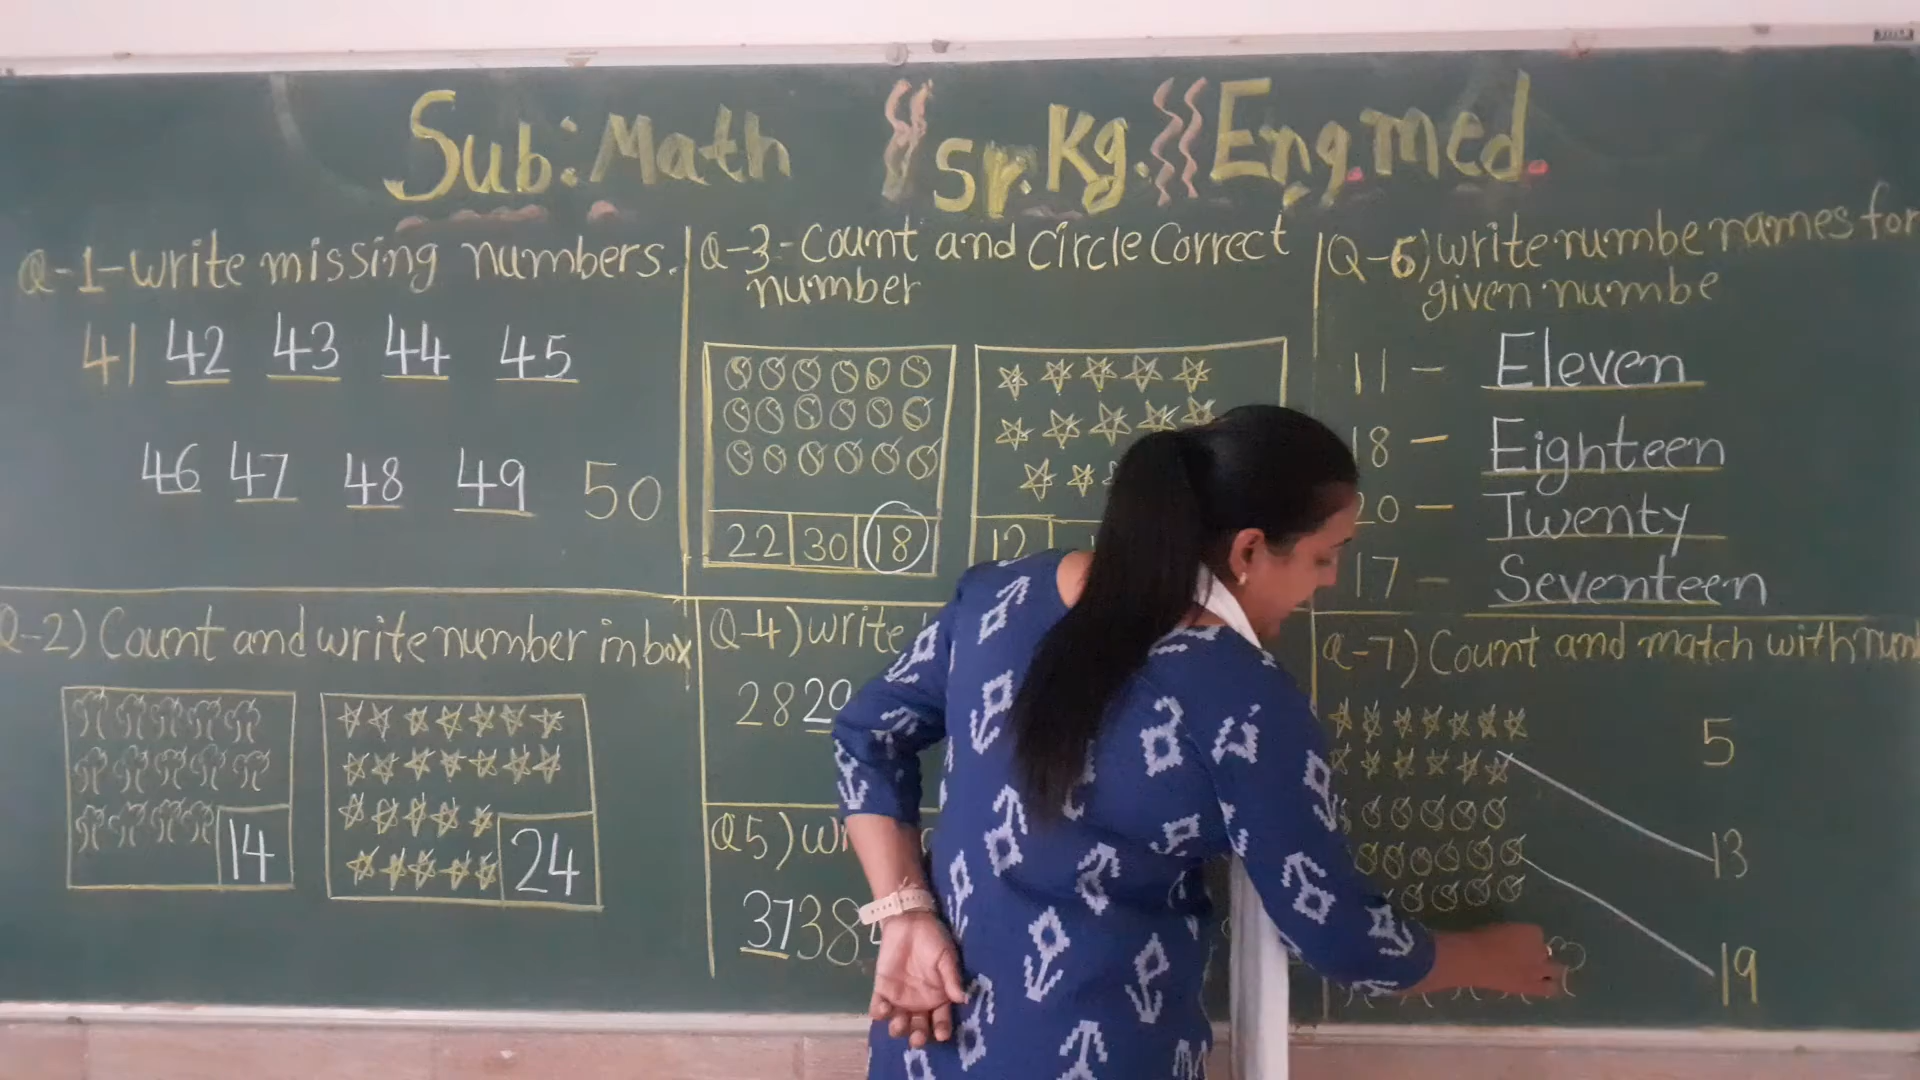 Sub: Math Sr. Kg. Eng. Med.
Q-1-write missing numbers.
41 42 43 44 45
46 47 48 49 50
Q-2) Count and write number in box
14 24
Q-3-Count and circle Correct
number
22 30 18
12
Q-4) write
28 29
Q5)
37 38
Q-6) write numbe names for
given numbe
11 - Eleven
18 - Eighteen
20 - Twenty
17 - Seventeen
Q-7) Count and match with num
5
13
19